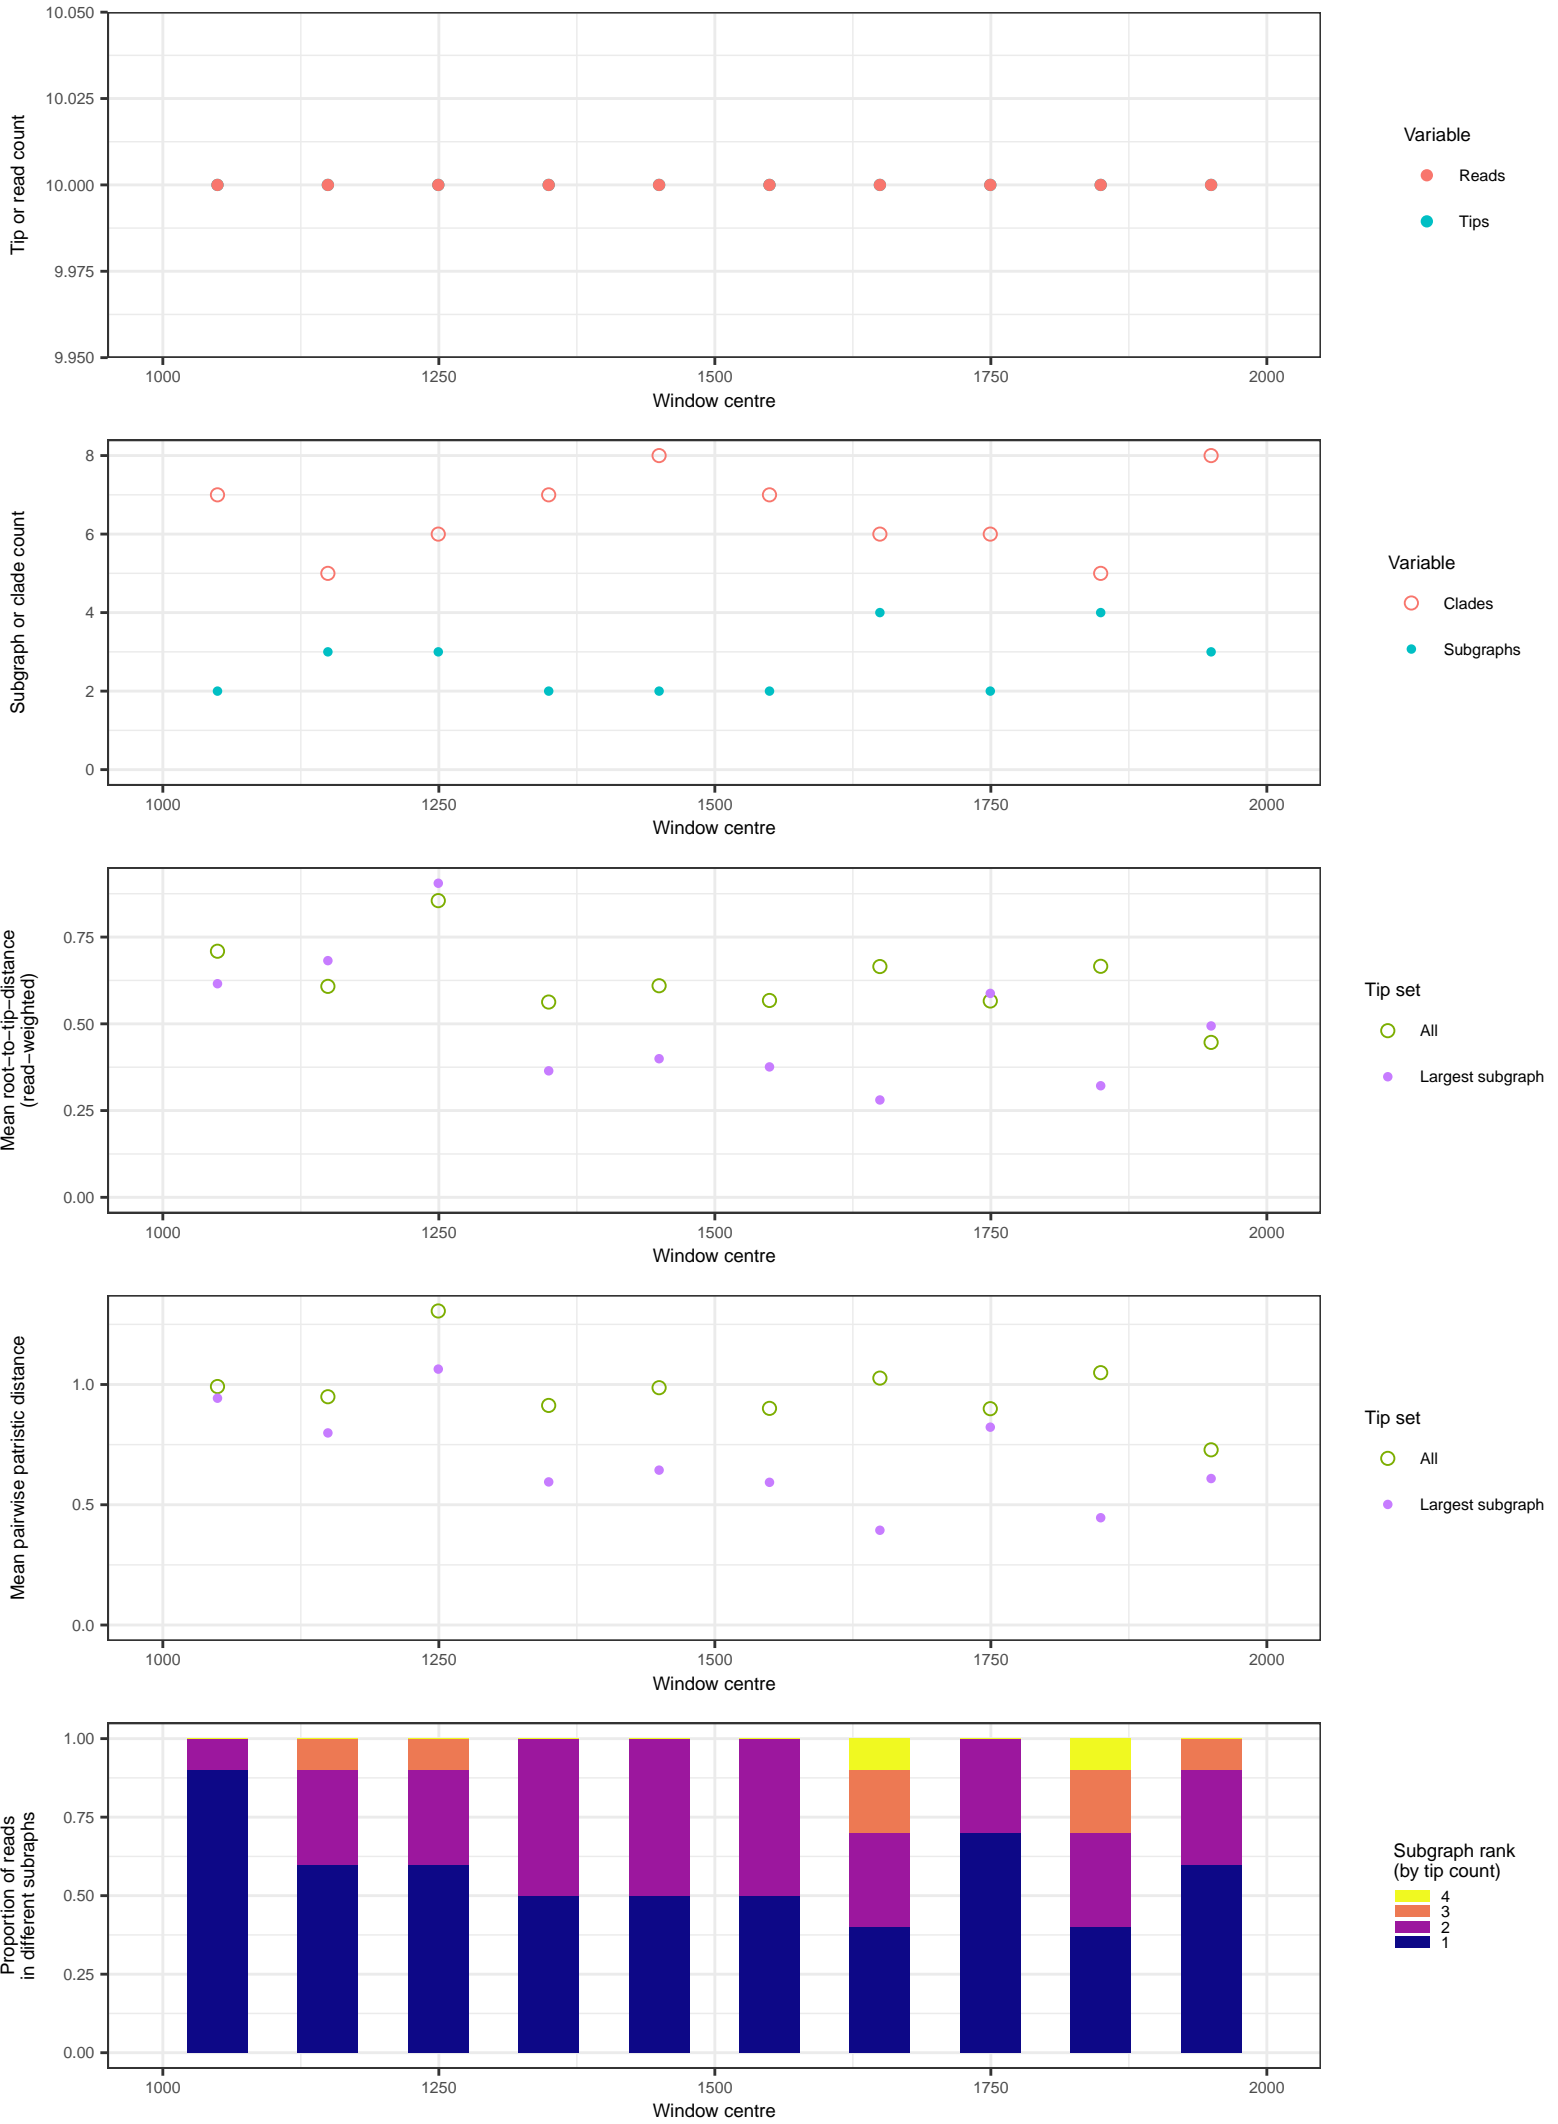 10.050
10.025
10.000
9.975
9.950
Tip or read count
1000 1250 1500 1750 2000
Window centre
Variable
Reads
Tips
8
6
4
2
0
Subgraph or clade count
1000 1250 1500 1750 2000
Window centre
Variable
Clades
Subgraphs
0.75
0.50
0.25
0.00
Mean root−to−tip−distance
(read−weighted)
1000 1250 1500 1750 2000
Window centre
Tip set
All
Largest subgraph
1.0
0.5
0.0
Mean pairwise patristic distance
1000 1250 1500 1750 2000
Window centre
Tip set
All
Largest subgraph
1.00
0.75
0.50
0.25
0.00
Proportion of reads
in different subraphs
1000 1250 1500 1750 2000
Window centre
Subgraph rank
(by tip count)
4
3
2
1